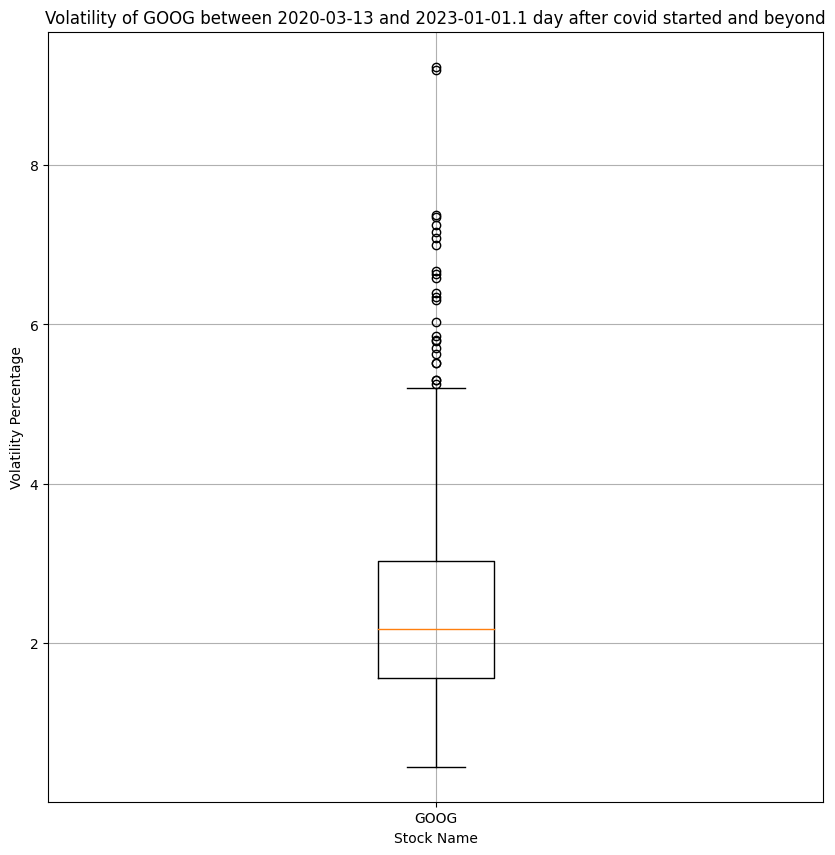 Volatility of GOOG between 2020-03-13 and 2023-01-01.1 day after covid started and beyond
8
6
4
2
Volatility Percentage
GOOG
Stock Name